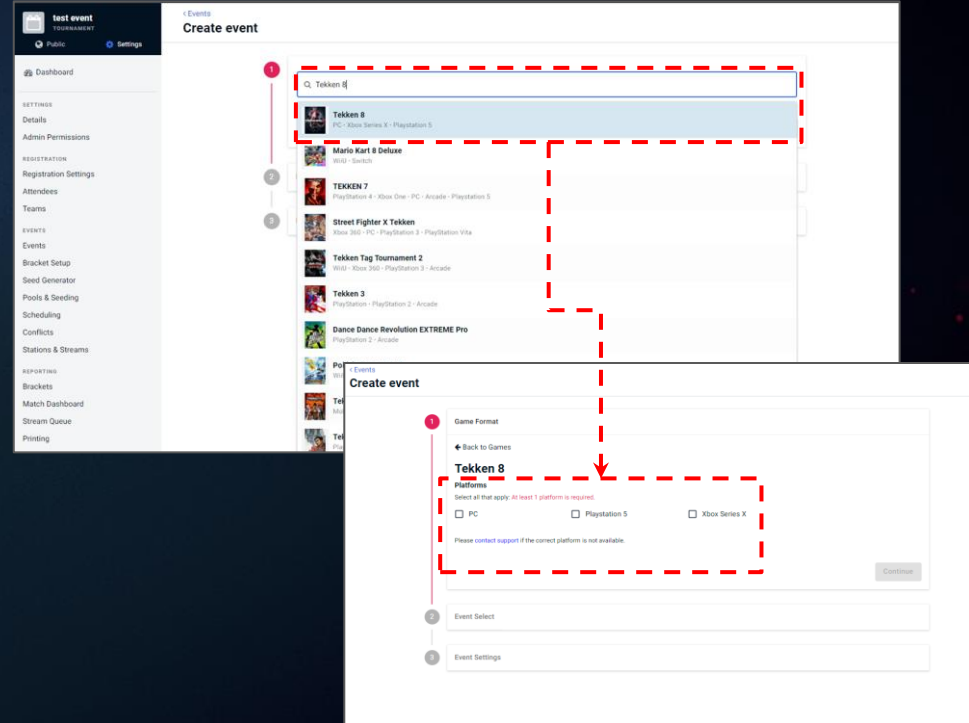 test event
TOURNAMENT
Public
Settings
Dashboard
SETTINGS
Details
Admin Permissions
REGISTRATION
Registration Settings
Attendees
Teams
EVENTS
Events
Bracket Setup
Seed Generator
Pools & Seeding
Scheduling
Conflicts
Stations & Streams
REPORTING
Brackets
Match Dashboard
Stream Queue
Printing
‹ Events
Create event
1
Tekken 8
Tekken 8
PC - Xbox Series X - Playstation 5
Mario Kart 8 Deluxe
WiiU - Switch
2
TEKKEN 7
PlayStation 4 - Xbox One - PC - Arcade - Playstation 5
3
Street Fighter X Tekken
Xbox 360 - PC - PlayStation 3 - PlayStation Vita
Tekken Tag Tournament 2
WiiU - Xbox 360 - PlayStation 3 - Arcade
Tekken 3
PlayStation - PlayStation 2 - Arcade
Dance Dance Revolution EXTREME Pro
PlayStation 2 - Arcade
‹ Events
Create event
1
Game Format
← Back to Games
Tekken 8
Platforms
Select all that apply: At least 1 platform is required.
PC
Playstation 5
Xbox Series X
Please contact support if the correct platform is not available.
Continue
2
Event Select
3
Event Settings